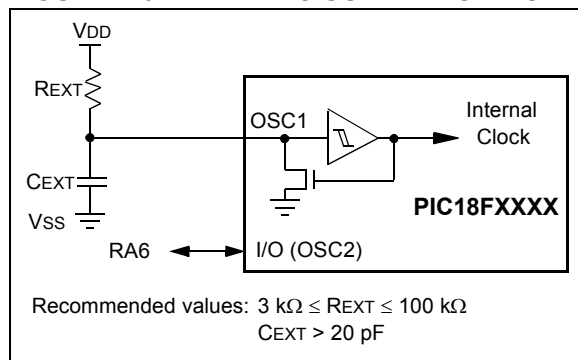 VDD
REXT
OSC1
Internal
Clock
CEXT
PIC18FXXXX
VSS
RA6
I/O (OSC2)
Recommended values: 3 kΩ ≤ REXT ≤ 100 kΩ
CEXT > 20 pF